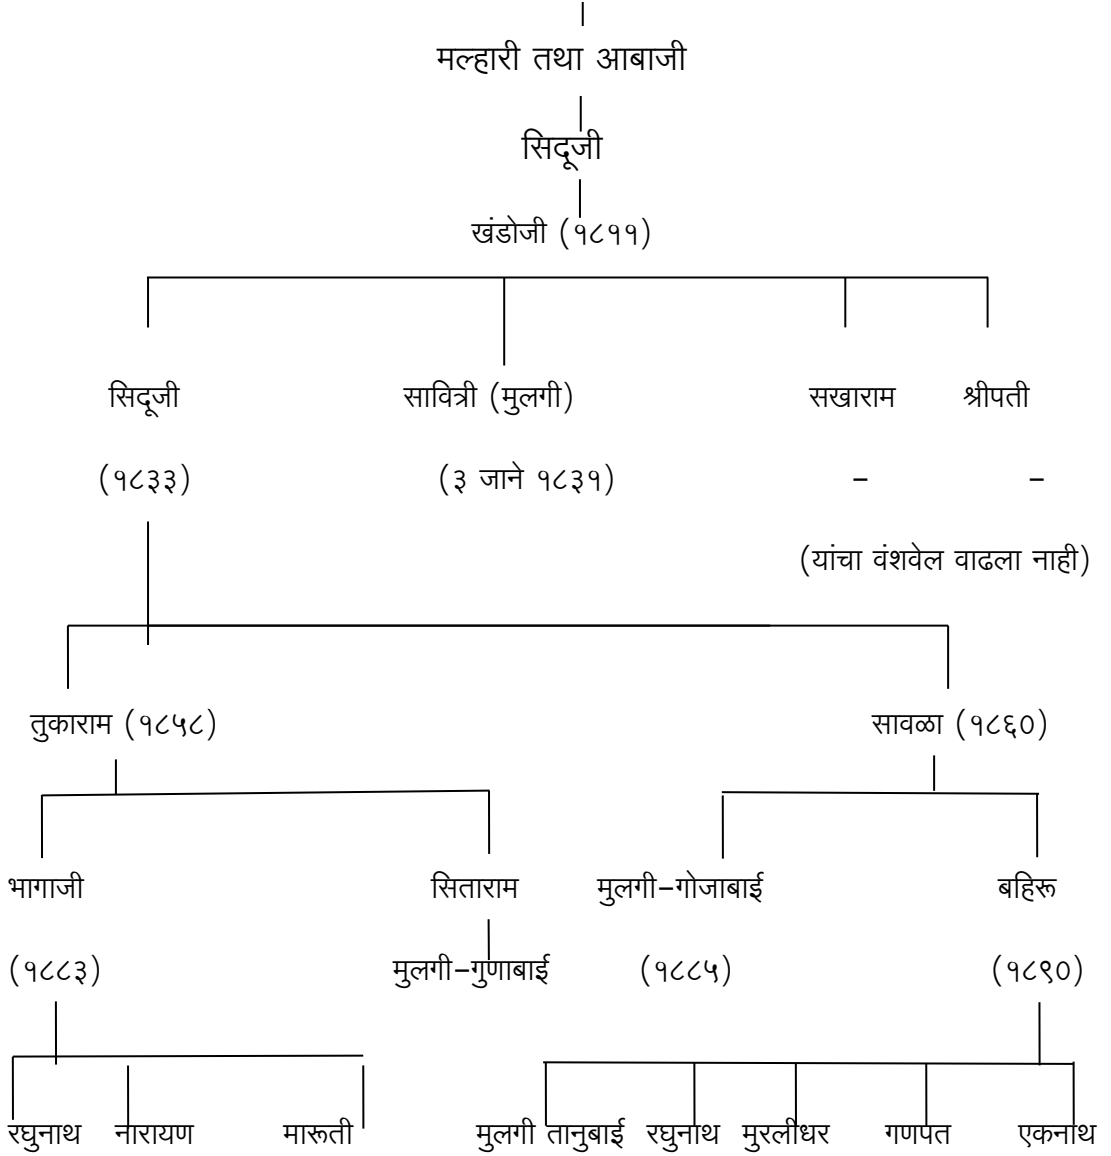 मल्हारी तथा आबाजी
सिदूजी
खंडोजी (१८११)
सिदूजी सावित्री (मुलगी) सखाराम श्रीपती
(१८३३) (३ जाने १८३१) – –
(यांचा वंशवेल वाढला नाही)
तुकाराम (१८५८) सावळा (१८६०)
भागाजी सिताराम मुलगी–गोजाबाई बहिरू
(१८८३) मुलगी–गुणाबाई (१८८५) (१८९०)
रघुनाथ नारायण मारूती मुलगी तानुबाई रघुनाथ मुरलीधर गणपत एकनाथ